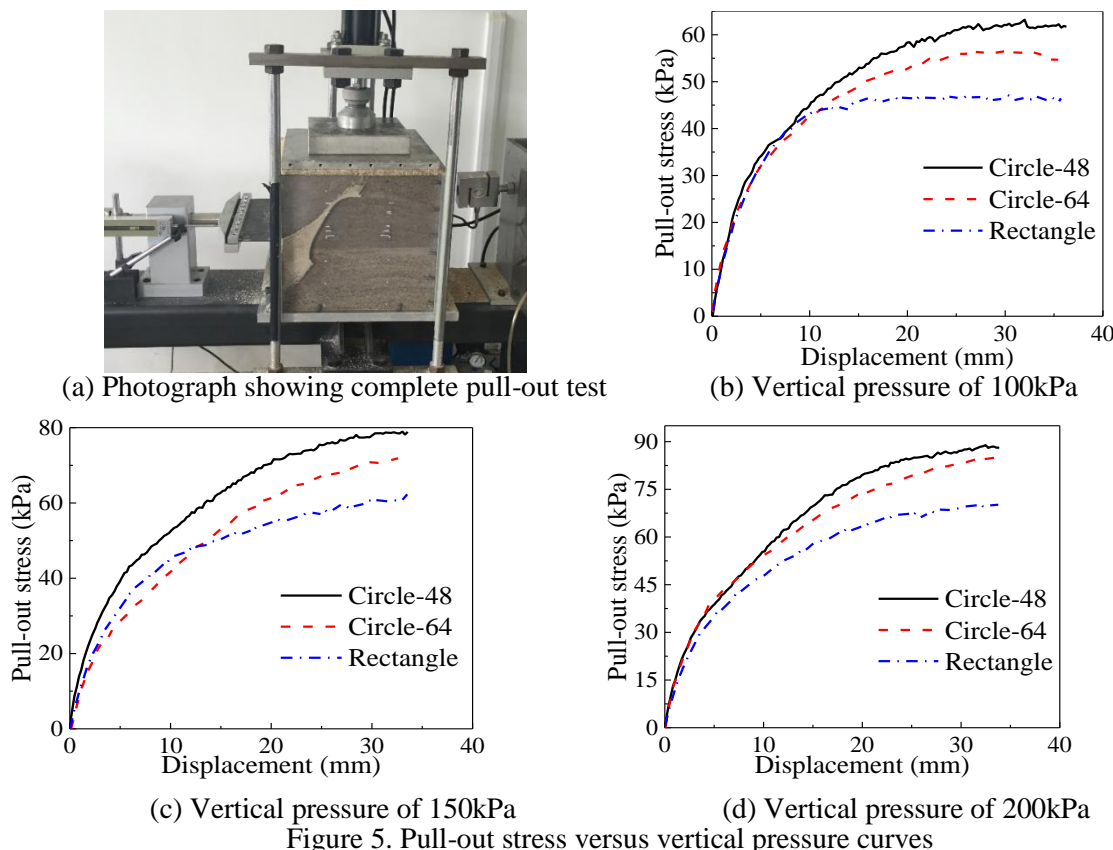 60
50
40
30
20
10
0
Pull-out stress (kPa)
Circle-48
Circle-64
Rectangle
0 10 20 30 40
Displacement (mm)
(a) Photograph showing complete pull-out test
(b) Vertical pressure of 100kPa
80
60
40
20
0
Pull-out stress (kPa)
Circle-48
Circle-64
Rectangle
0 10 20 30 40
Displacement (mm)
(c) Vertical pressure of 150kPa
90
75
60
45
30
15
0
Pull-out stress (kPa)
Circle-48
Circle-64
Rectangle
0 10 20 30 40
Displacement (mm)
(d) Vertical pressure of 200kPa
Figure 5. Pull-out stress versus vertical pressure curves